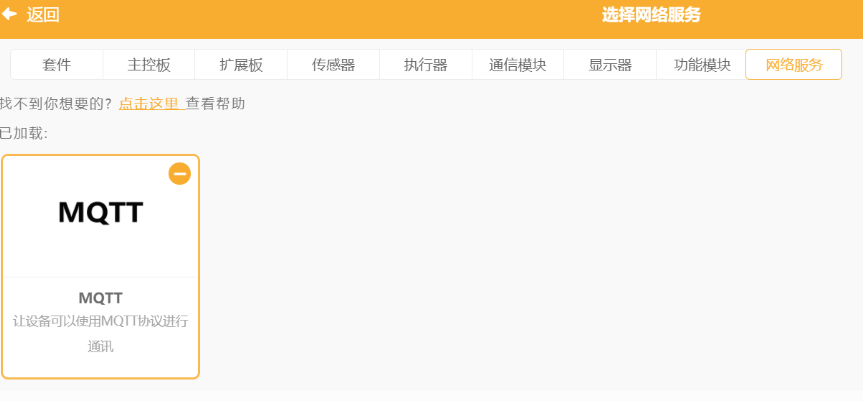 返回
选择网络服务
套件 主控板 扩展板 传感器 执行器 通信模块 显示器 功能模块 网络服务
找不到你想要的？点击这里 查看帮助
已加载:
MQTT
MQTT
让设备可以使用MQTT协议进行
通讯